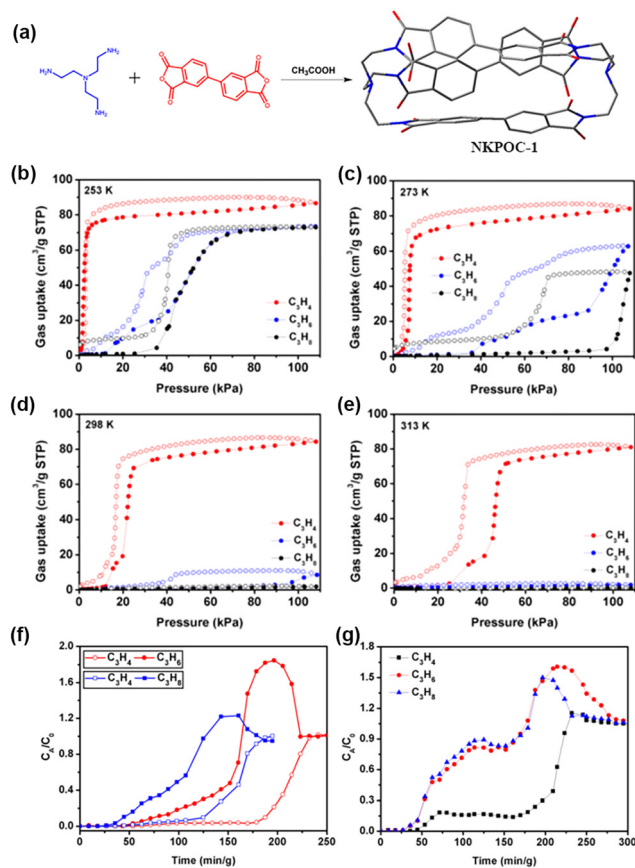 (a)
NH₂
H₂N
N
NH₂
+
O
O
O
O
O
O
CH₃COOH
NKPOC-1
(b)
253 K
C₃H₄
C₃H₆
C₃H₈
Gas uptake (cm³/g STP)
100
80
60
40
20
0
0 20 40 60 80 100
Pressure (kPa)
(c)
273 K
C₃H₄
C₃H₆
C₃H₈
Gas uptake (cm³/g STP)
100
80
60
40
20
0
0 20 40 60 80 100
Pressure (kPa)
(d)
298 K
C₃H₄
C₃H₆
C₃H₈
Gas uptake (cm³/g STP)
100
80
60
40
20
0
0 20 40 60 80 100
Pressure (kPa)
(e)
313 K
C₃H₄
C₃H₆
C₃H₈
Gas uptake (cm³/g STP)
100
80
60
40
20
0
0 20 40 60 80 100
Pressure (kPa)
(f)
C₃H₄ C₃H₆
C₃H₄ C₃H₈
C_A/C_0
2.0
1.6
1.2
0.8
0.4
0.0
0 50 100 150 200 250
Time (min/g)
(g)
C₃H₄
C₃H₆
C₃H₈
C_A/C_0
1.8
1.5
1.2
0.9
0.6
0.3
0.0
0 50 100 150 200 250 300
Time (min/g)